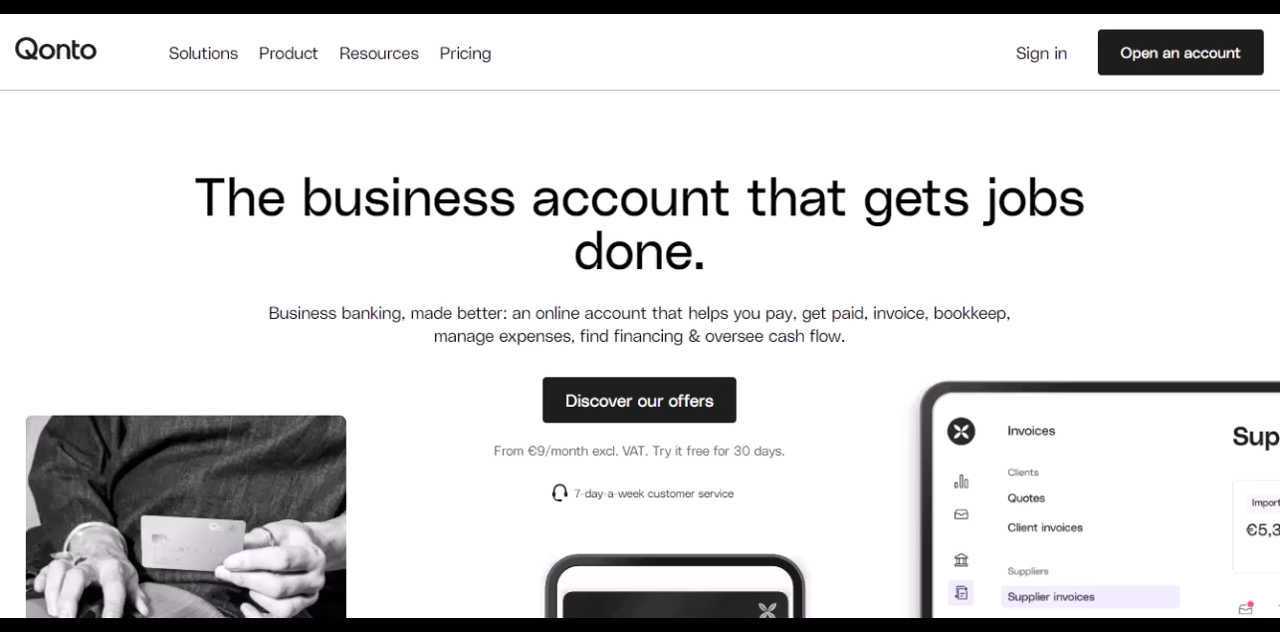 Qonto
Solutions
Product
Resources
Pricing
Sign in
Open an account
The business account that gets jobs
done.
Business banking, made better: an online account that helps you pay, get paid, invoice, bookkeep,
manage expenses, find financing & oversee cash flow.
Discover our offers
From €9/month excl. VAT. Try it free for 30 days.
7-day-a-week customer service
Invoices
Clients
Quotes
Client invoices
Suppliers
Supplier invoices